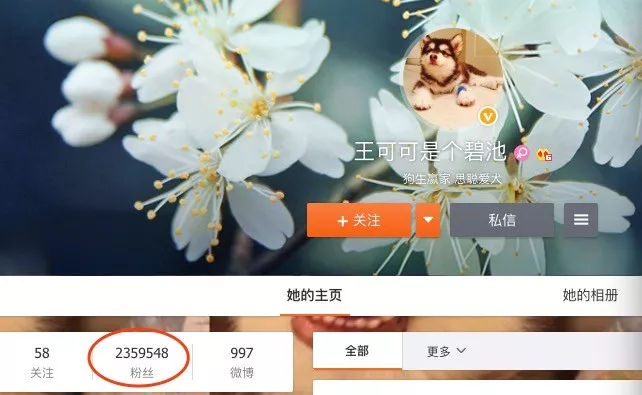 王可可是个碧池
狗生赢家 思聪爱犬
+ 关注
私信
她的主页
她的相册
58
2359548
997
关注
粉丝
微博
全部
更多